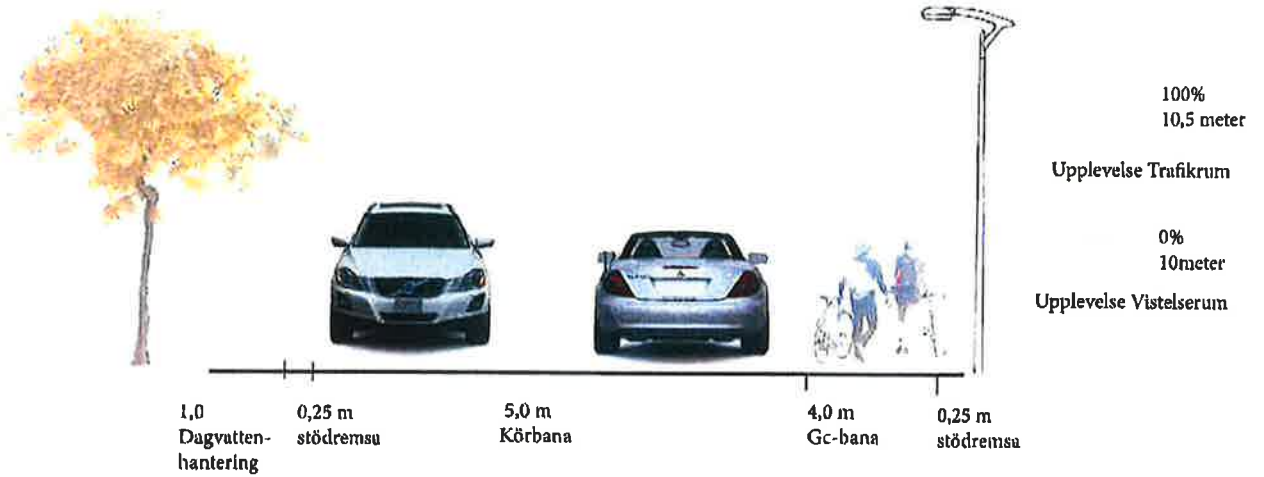 100%
10,5 meter
Upplevelse Trafikrum
0%
10meter
Upplevelse Vistelserum
1,0
Dagvatten-
hantering
0,25 m
stödremsa
5,0 m
Körbana
4,0 m
Gc-bana
0,25 m
stödremsa